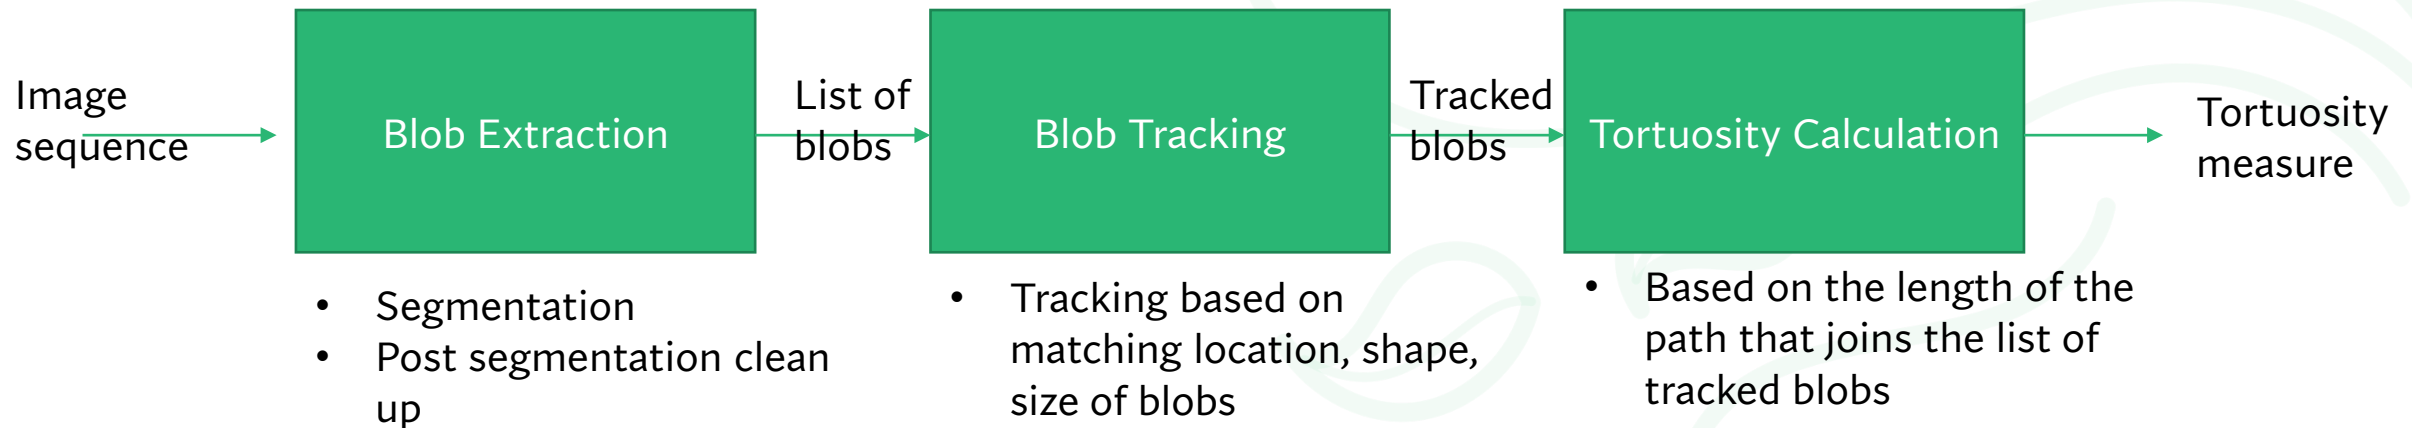 Image
sequence
Blob Extraction
List of
blobs
Blob Tracking
Tracked
blobs
Tortuosity Calculation
Tortuosity
measure
• Segmentation
• Post segmentation clean
up
• Tracking based on
matching location, shape,
size of blobs
• Based on the length of the
path that joins the list of
tracked blobs